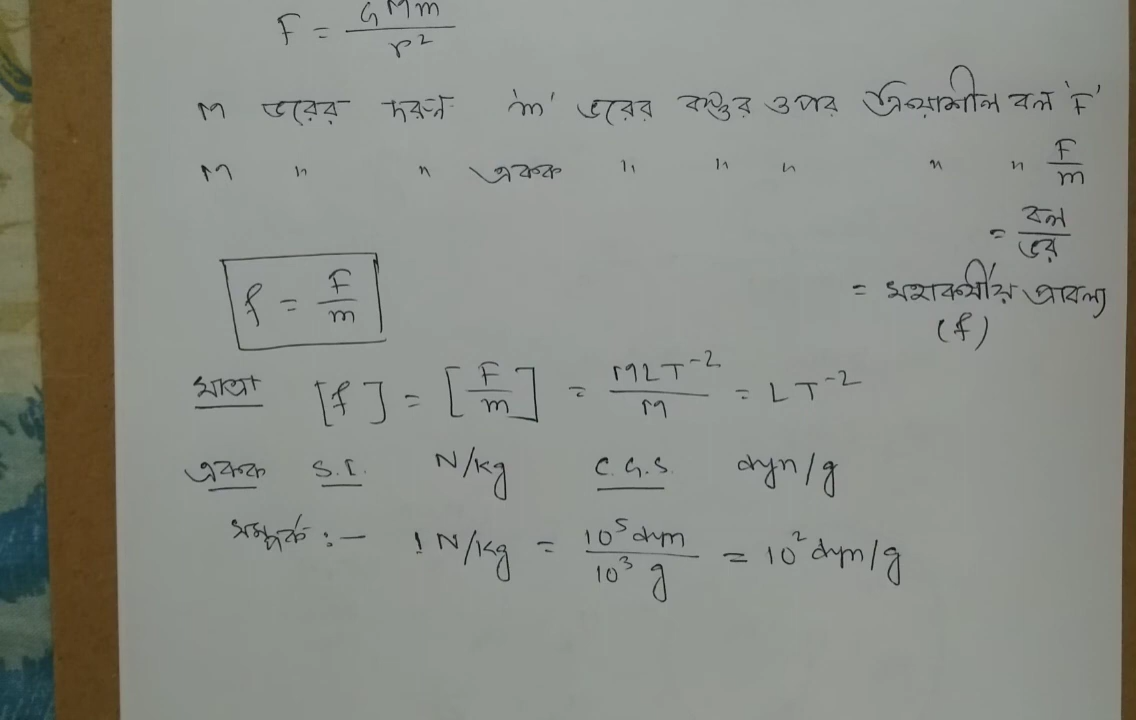 F = GMm / r²
M ভরের দরুন 'm' ভরের বস্তুর ওপর ক্রিয়াশীল বল 'F'
M " " একক " " " " " F/m
= বল/ভর
f = F/m
= মহাকর্ষীয় প্রাবল্য
(f)
মাত্রা [f] = [F/m] = MLT⁻²/M = LT⁻²
একক S.I. N/kg C.G.S. dyn/g
সম্পর্ক :– 1 N/kg = 10⁵ dyn / 10³ g = 10² dyn/g